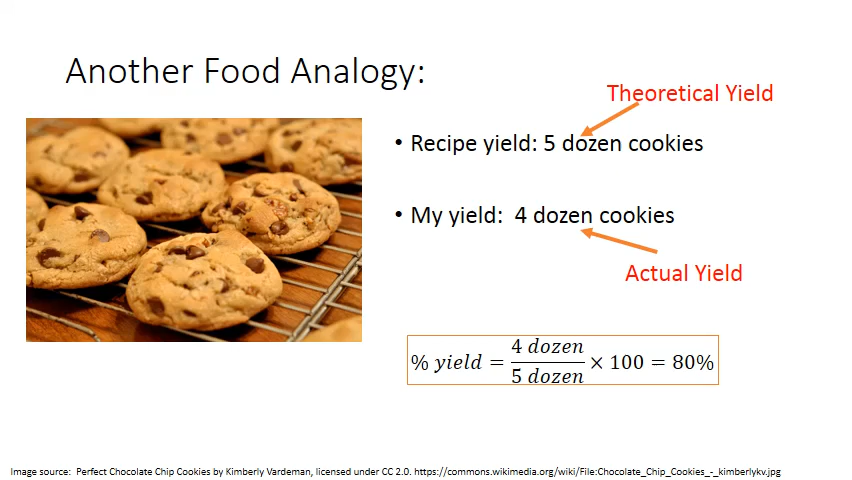 Another Food Analogy:
Theoretical Yield
• Recipe yield: 5 dozen cookies
• My yield:  4 dozen cookies
Actual Yield
% yield = 4 dozen / 5 dozen × 100 = 80%
Image source:  Perfect Chocolate Chip Cookies by Kimberly Vardeman, licensed under CC 2.0. https://commons.wikimedia.org/wiki/File:Chocolate_Chip_Cookies_-_kimberlykv.jpg